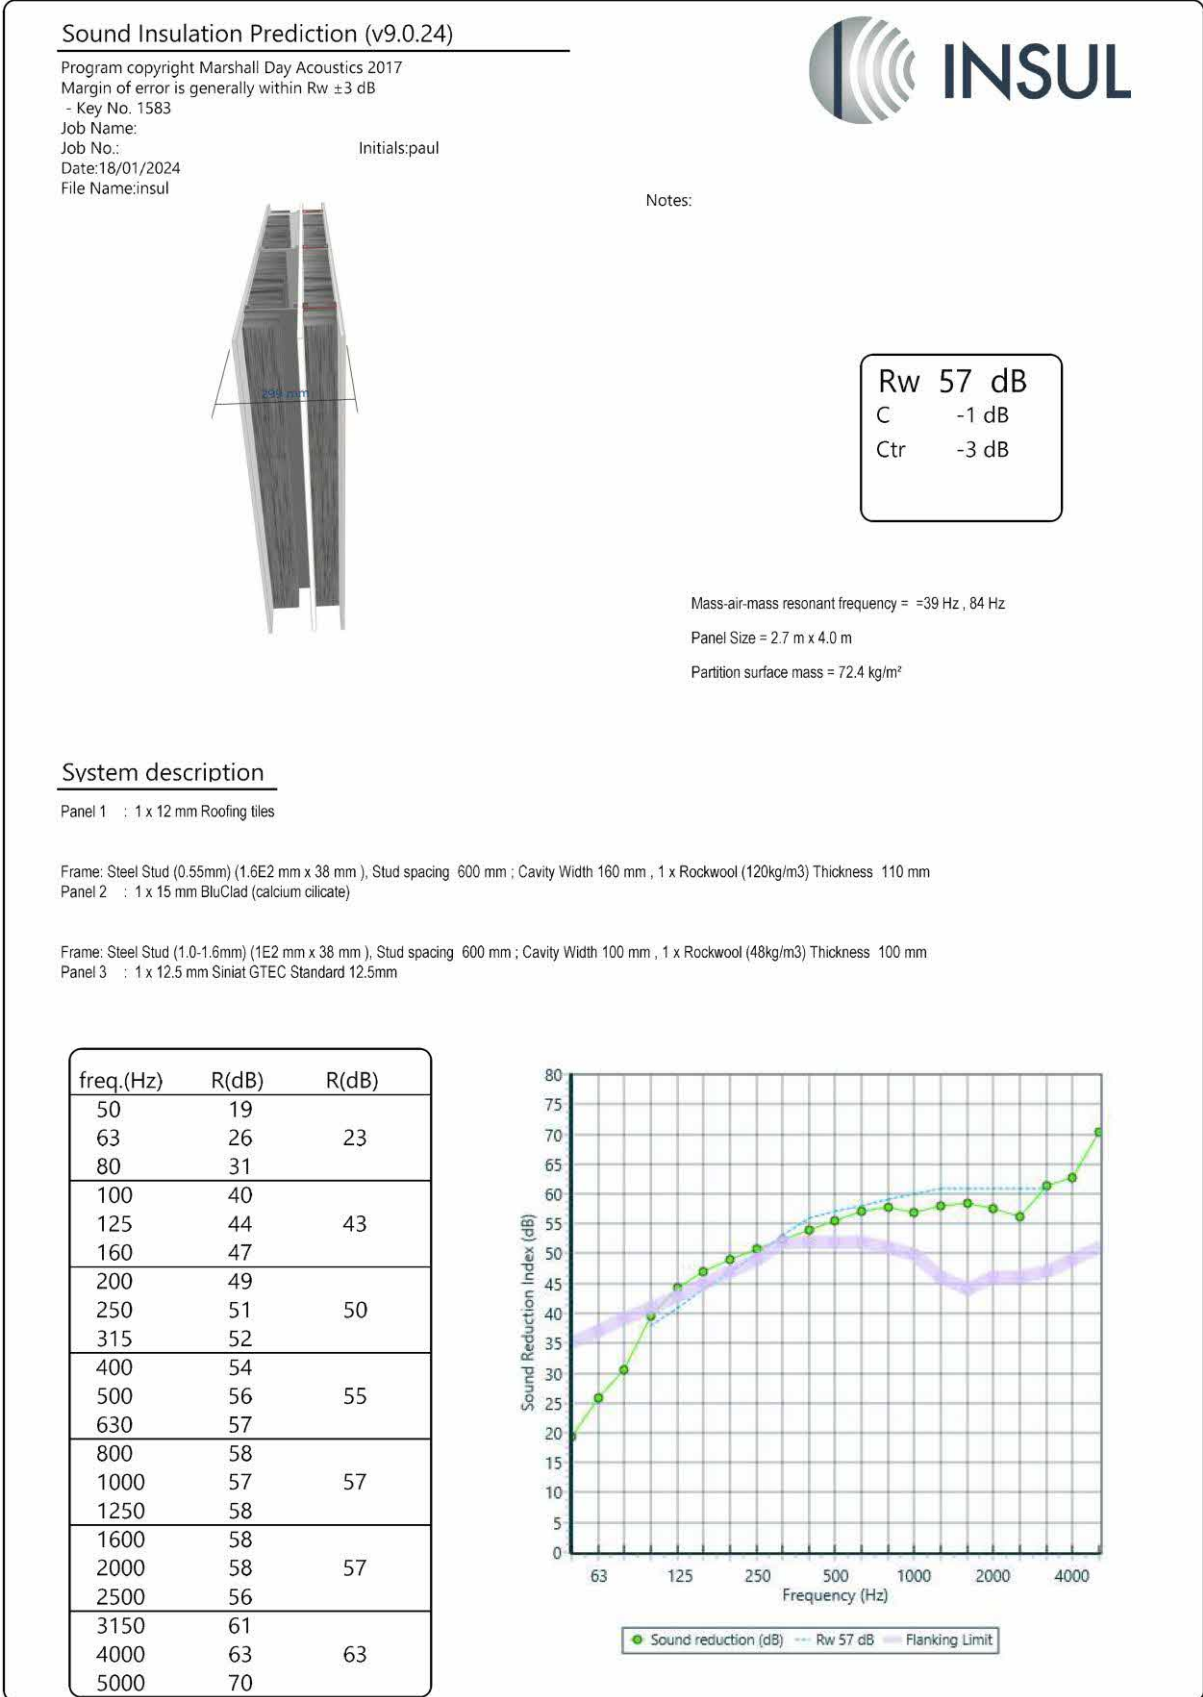 Sound Insulation Prediction (v9.0.24)
INSUL
Program copyright Marshall Day Acoustics 2017
Margin of error is generally within Rw ±3 dB
- Key No. 1583
Job Name:
Job No.: Initials:paul
Date:18/01/2024
File Name:insul
Notes:
299 mm
Rw 57 dB
C -1 dB
Ctr -3 dB
Mass-air-mass resonant frequency = =39 Hz , 84 Hz
Panel Size = 2.7 m x 4.0 m
Partition surface mass = 72.4 kg/m²
System description
Panel 1 : 1 x 12 mm Roofing tiles
Frame: Steel Stud (0.55mm) (1.6E2 mm x 38 mm ), Stud spacing 600 mm ; Cavity Width 160 mm , 1 x Rockwool (120kg/m3) Thickness 110 mm
Panel 2 : 1 x 15 mm BluClad (calcium cilicate)
Frame: Steel Stud (1.0-1.6mm) (1E2 mm x 38 mm ), Stud spacing 600 mm ; Cavity Width 100 mm , 1 x Rockwool (48kg/m3) Thickness 100 mm
Panel 3 : 1 x 12.5 mm Siniat GTEC Standard 12.5mm
freq.(Hz) R(dB) R(dB)
50 19
63 26 23
80 31
100 40
125 44 43
160 47
200 49
250 51 50
315 52
400 54
500 56 55
630 57
800 58
1000 57 57
1250 58
1600 58
2000 58 57
2500 56
3150 61
4000 63 63
5000 70
Sound Reduction Index (dB)
80
75
70
65
60
55
50
45
40
35
30
25
20
15
10
5
0
63 125 250 500 1000 2000 4000
Frequency (Hz)
Sound reduction (dB) Rw 57 dB Flanking Limit